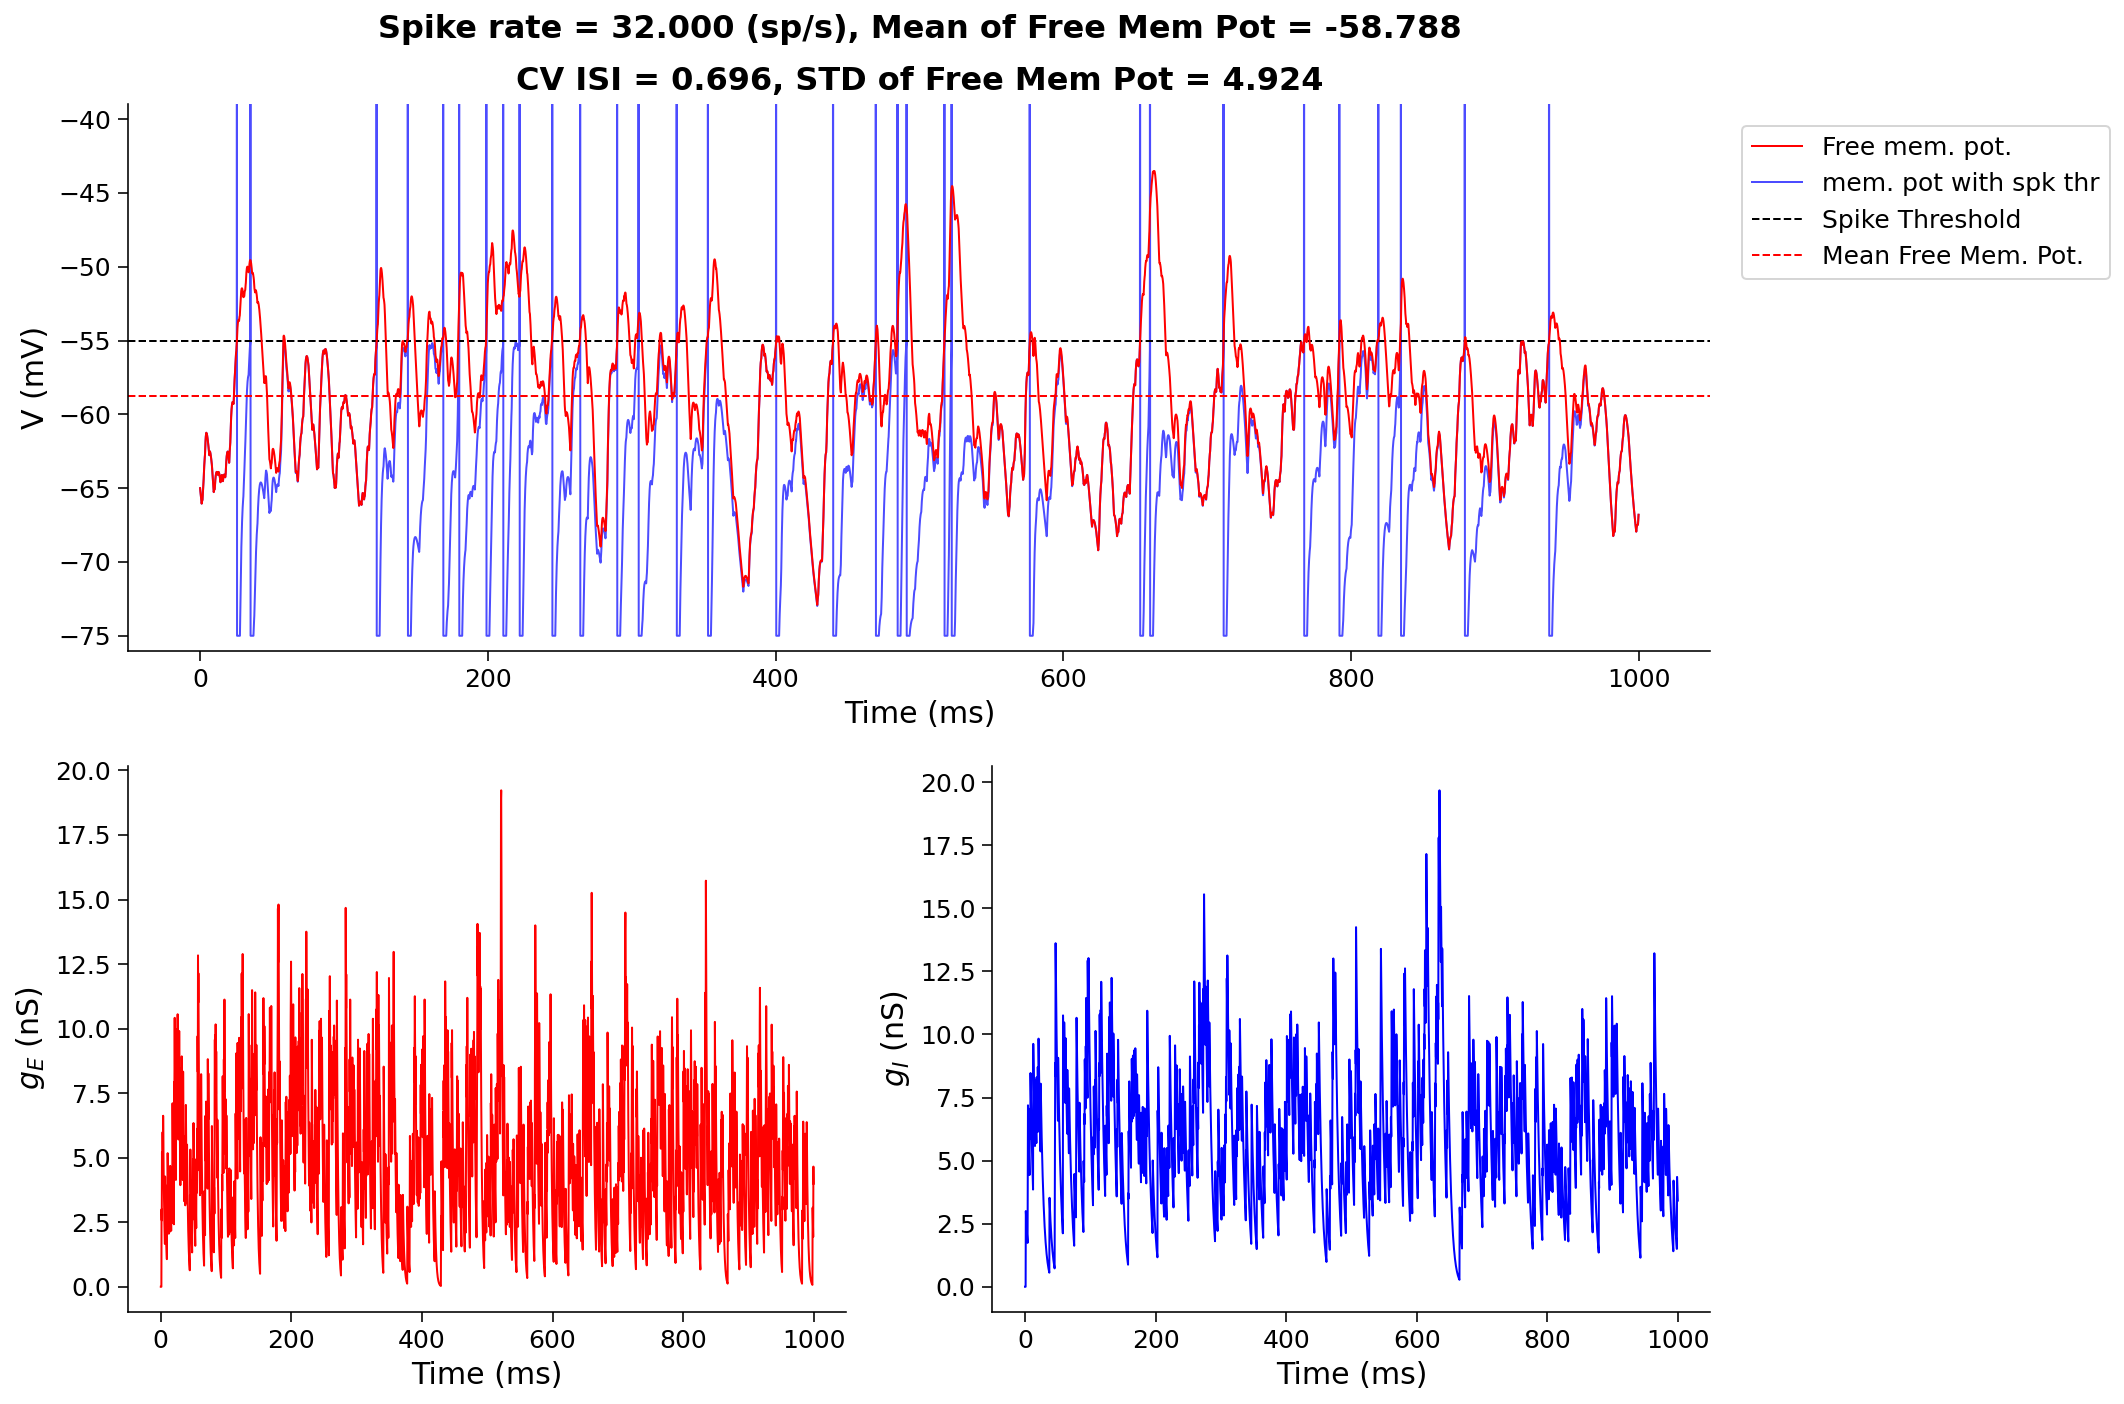 Spike rate = 32.000 (sp/s), Mean of Free Mem Pot = -58.788
CV ISI = 0.696, STD of Free Mem Pot = 4.924
−40
−45
−50
−55
−60
−65
−70
−75
V (mV)
0 200 400 600 800 1000
Time (ms)
Free mem. pot.
mem. pot with spk thr
Spike Threshold
Mean Free Mem. Pot.
20.0
17.5
15.0
12.5
10.0
7.5
5.0
2.5
0.0
g_E (nS)
0 200 400 600 800 1000
Time (ms)
20.0
17.5
15.0
12.5
10.0
7.5
5.0
2.5
0.0
g_I (nS)
0 200 400 600 800 1000
Time (ms)